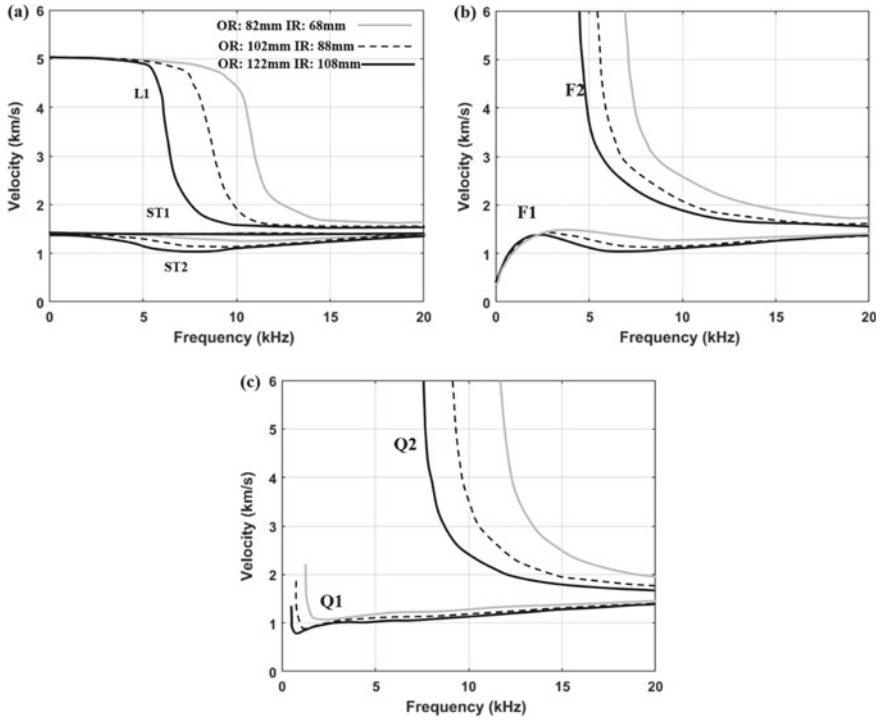 (a)
OR: 82mm IR: 68mm
OR: 102mm IR: 88mm
OR: 122mm IR: 108mm
L1
ST1
ST2
6
5
4
3
2
1
0
Velocity (km/s)
0 5 10 15 20
Frequency (kHz)
(b)
F2
F1
6
5
4
3
2
1
0
Velocity (km/s)
0 5 10 15 20
Frequency (kHz)
(c)
Q2
Q1
6
5
4
3
2
1
0
Velocity (km/s)
0 5 10 15 20
Frequency (kHz)